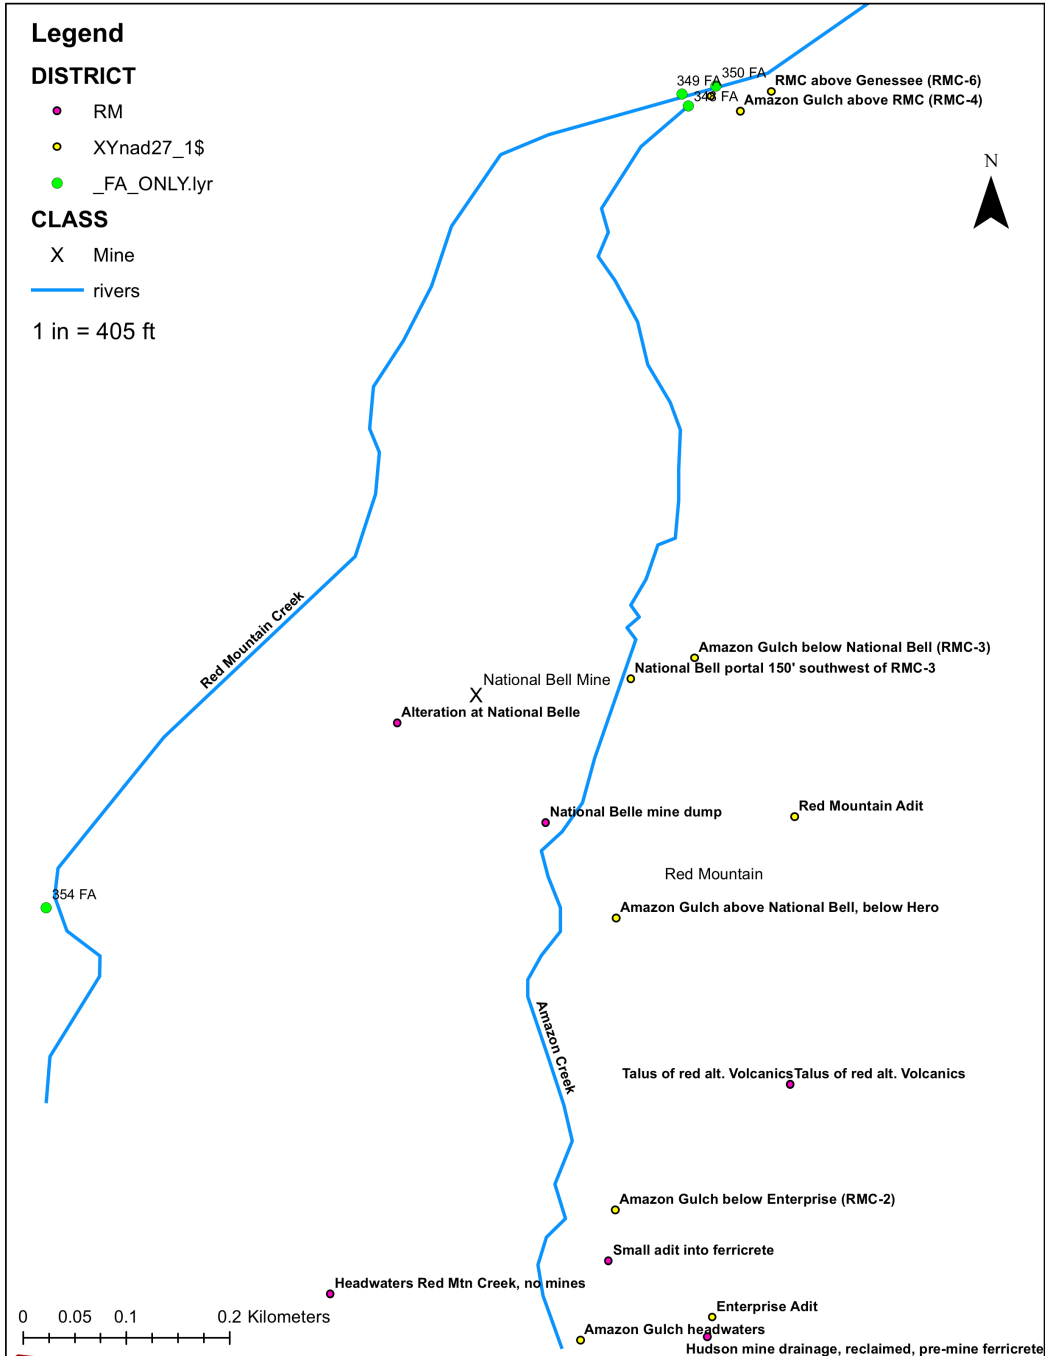 Legend
DISTRICT
RM
XYnad27_1$
_FA_ONLY.lyr
CLASS
X Mine
rivers
1 in = 405 ft
350 FA
349 FA
RMC above Genessee (RMC-6)
FA
Amazon Gulch above RMC (RMC-4)
N
Red Mountain Creek
Amazon Gulch below National Bell (RMC-3)
National Bell portal 150' southwest of RMC-3
National Bell Mine
X
Alteration at National Belle
National Belle mine dump
Red Mountain Adit
Red Mountain
354 FA
Amazon Gulch above National Bell, below Hero
Amazon Creek
Talus of red alt. Volcanics Talus of red alt. Volcanics
Amazon Gulch below Enterprise (RMC-2)
Small adit into ferricrete
Headwaters Red Mtn Creek, no mines
Enterprise Adit
0 0.05 0.1 0.2 Kilometers
Amazon Gulch headwaters
Hudson mine drainage, reclaimed, pre-mine ferricrete